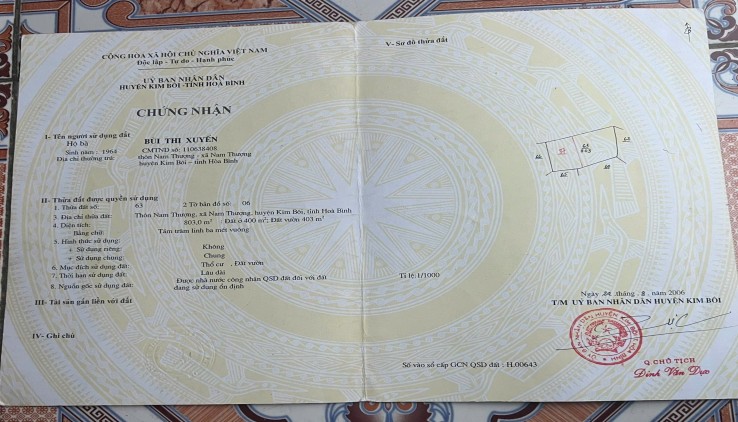 CỘNG HOÀ XÃ HỘI CHỦ NGHĨA VIỆT NAM
Độc lập - Tự do - Hạnh phúc
UỶ BAN NHÂN DÂN
HUYỆN KIM BÔI -TỈNH HOÀ BÌNH
CHỨNG NHẬN
I- Tên người sử dụng đất
Hộ bà BÙI THỊ XUYẾN
Sinh năm : 1964 CMTND số: 110638408
Địa chỉ thường trú: thôn Nam Thượng - xã Nam Thượng
huyện Kim Bôi – tỉnh Hòa Bình
II- Thửa đất được quyền sử dụng
1. Thửa đất số: 63 2 Tờ bản đồ số: 06
3. Địa chỉ thửa đất: Thôn Nam Thượng, xã Nam Thượng, huyện Kim Bôi, tỉnh Hoà Bình
4. Diện tích: 803,0 m² Đất ở 400 m²; Đất vườn 403 m²
Bằng chữ: Tám trăm linh ba mét vuông
5. Hình thức sử dụng:
+ Sử dụng riêng: Không
+ Sử dụng chung: Chung
6. Mục đích sử dụng đất: Thổ cư , Đất vườn
7. Thời hạn sử dụng đất: Lâu dài
8. Nguồn gốc sử dụng đất: Được nhà nước công nhận QSD đất đối với đất
đang sử dụng ổn định
III- Tài sản gắn liền với đất
IV- Ghi chú
V- Sơ đồ thửa đất
Tỉ lệ:1/1000
Ngày tháng 8 năm 2006
T/M UỶ BAN NHÂN DÂN HUYỆN KIM BÔI
Q CHỦ TỊCH
Đinh Văn Dực
Số vào sổ cấp GCN QSD đất : H.00643